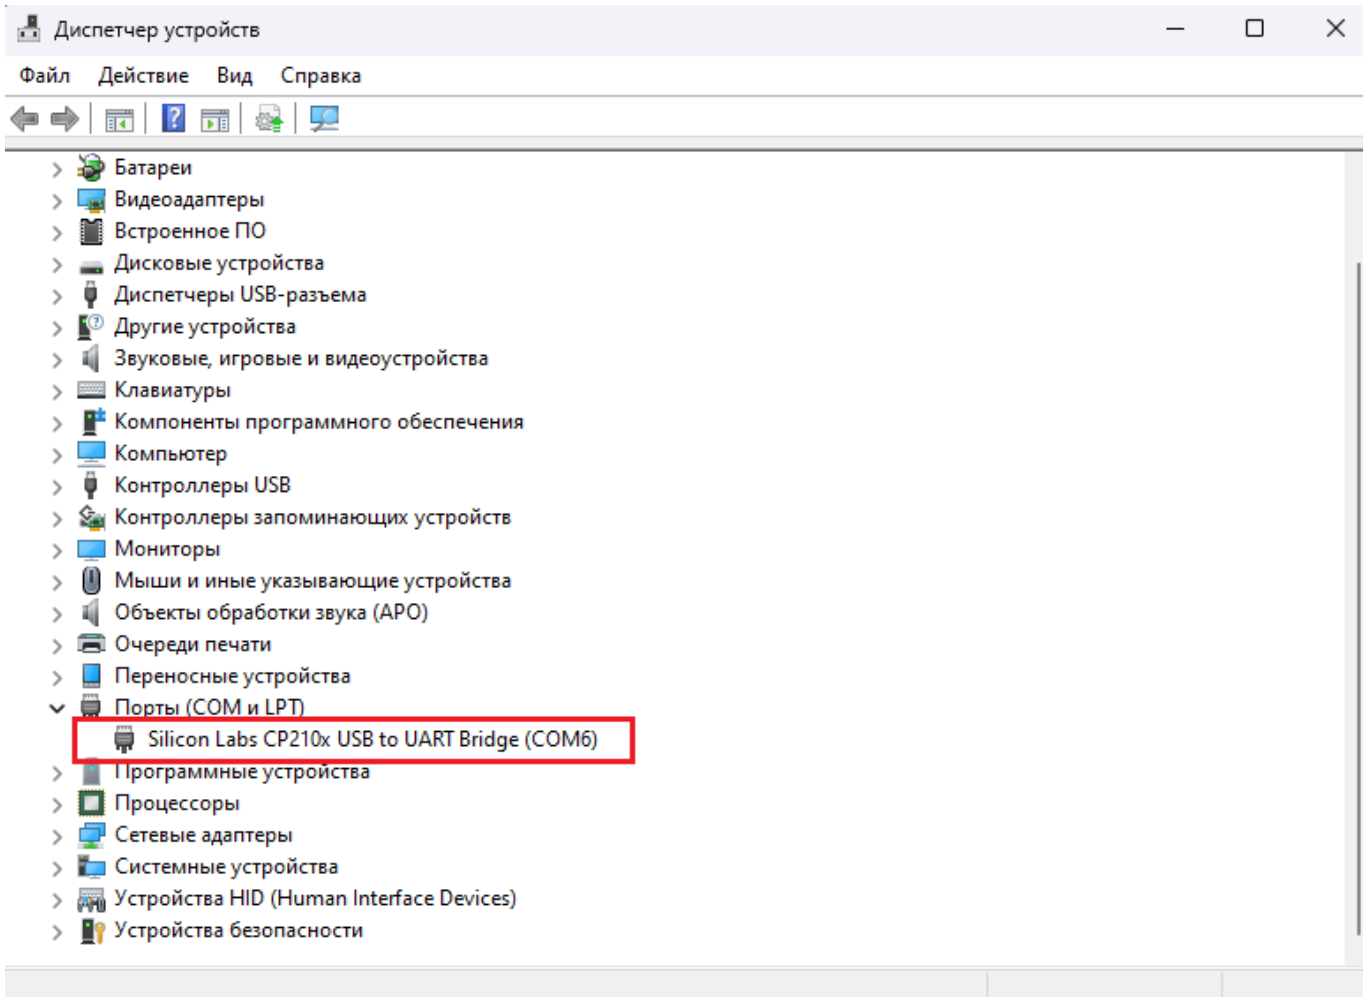 Диспетчер устройств
Файл Действие Вид Справка
Батареи
Видеоадаптеры
Встроенное ПО
Дисковые устройства
Диспетчеры USB-разъема
Другие устройства
Звуковые, игровые и видеоустройства
Клавиатуры
Компоненты программного обеспечения
Компьютер
Контроллеры USB
Контроллеры запоминающих устройств
Мониторы
Мыши и иные указывающие устройства
Объекты обработки звука (APO)
Очереди печати
Переносные устройства
Порты (COM и LPT)
Silicon Labs CP210x USB to UART Bridge (COM6)
Программные устройства
Процессоры
Сетевые адаптеры
Системные устройства
Устройства HID (Human Interface Devices)
Устройства безопасности